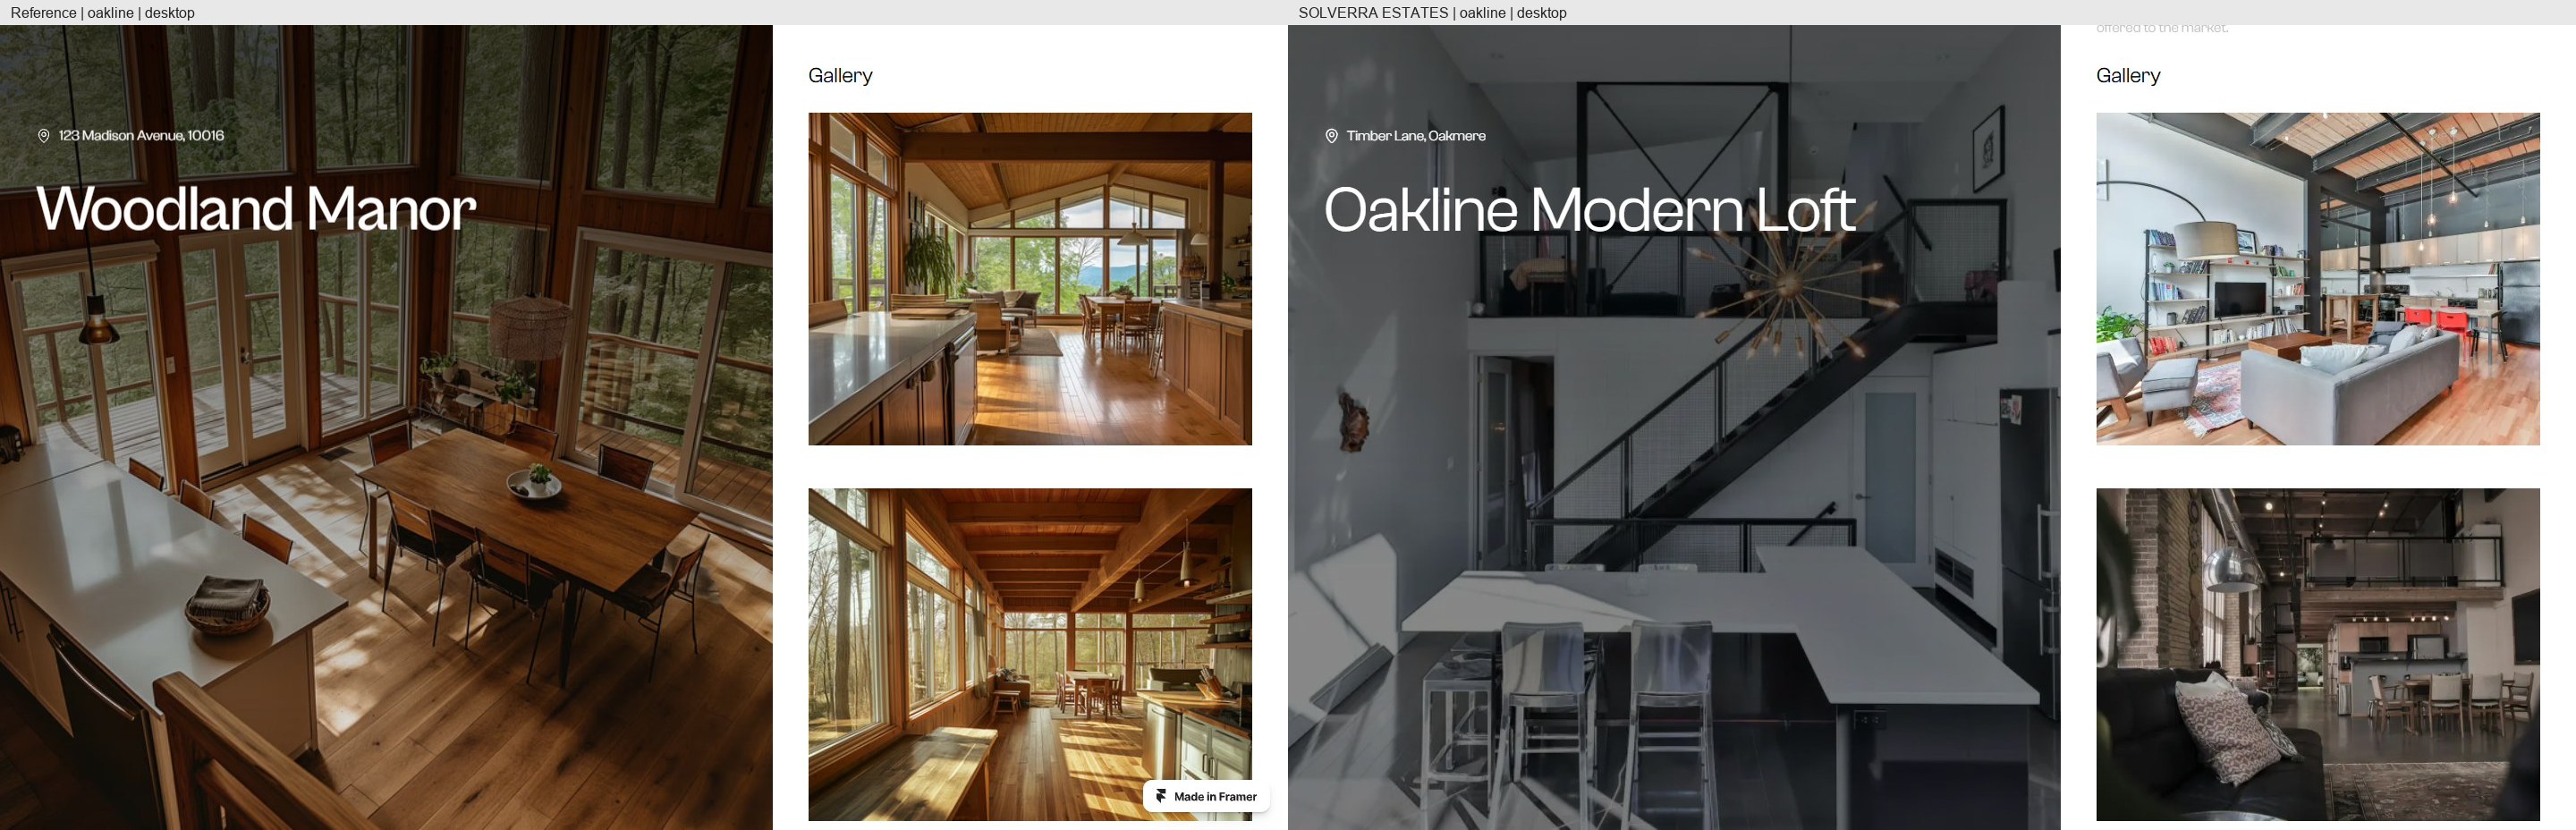 Reference | oakline | desktop
123 Madison Avenue, 10016
Woodland Manor
Gallery
Made in Framer
SOLVERRA ESTATES | oakline | desktop
Timber Lane, Oakmere
Oakline Modern Loft
offered to the market.
Gallery